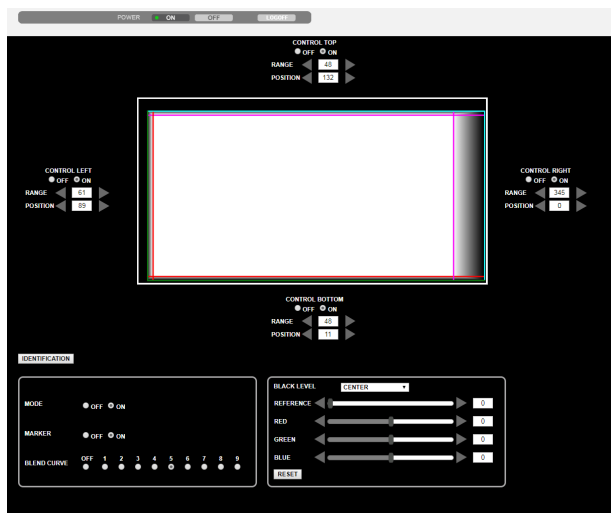 POWER ON OFF LOGOFF
CONTROL TOP
OFF ON
RANGE 48
POSITION 132
CONTROL LEFT
OFF ON
RANGE 61
POSITION 89
CONTROL RIGHT
OFF ON
RANGE 345
POSITION 0
CONTROL BOTTOM
OFF ON
RANGE 48
POSITION 11
IDENTIFICATION
MODE OFF ON
MARKER OFF ON
OFF 1 2 3 4 5 6 7 8 9
BLEND CURVE
BLACK LEVEL CENTER
REFERENCE 0
RED 0
GREEN 0
BLUE 0
RESET